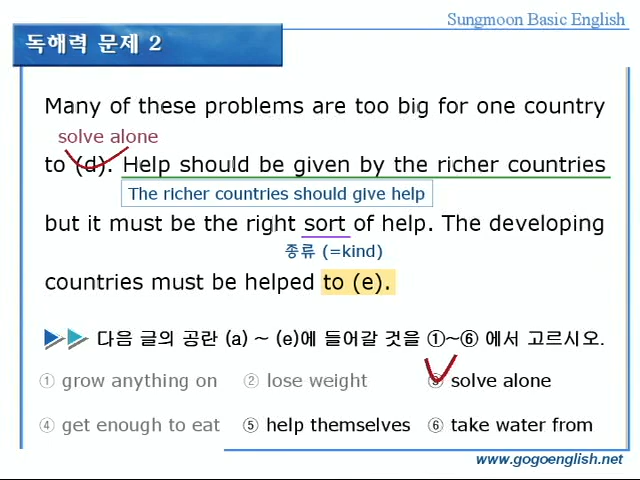 Sungmoon Basic English
독해력 문제 2
Many of these problems are too big for one country
solve alone
to (d). Help should be given by the richer countries
The richer countries should give help
but it must be the right sort of help. The developing
종류 (=kind)
countries must be helped to (e).
다음 글의 공란 (a) ~ (e)에 들어갈 것을 ①~⑥ 에서 고르시오.
① grow anything on ② lose weight ③ solve alone
④ get enough to eat ⑤ help themselves ⑥ take water from
www.gogoenglish.net